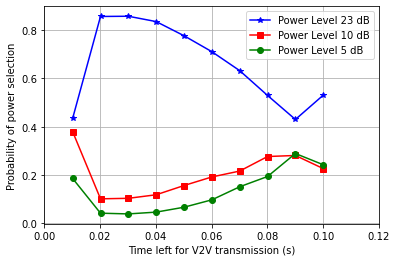 Power Level 23 dB
Power Level 10 dB
Power Level 5 dB
Probability of power selection
0.8
0.6
0.4
0.2
0.0
0.00 0.02 0.04 0.06 0.08 0.10 0.12
Time left for V2V transmission (s)